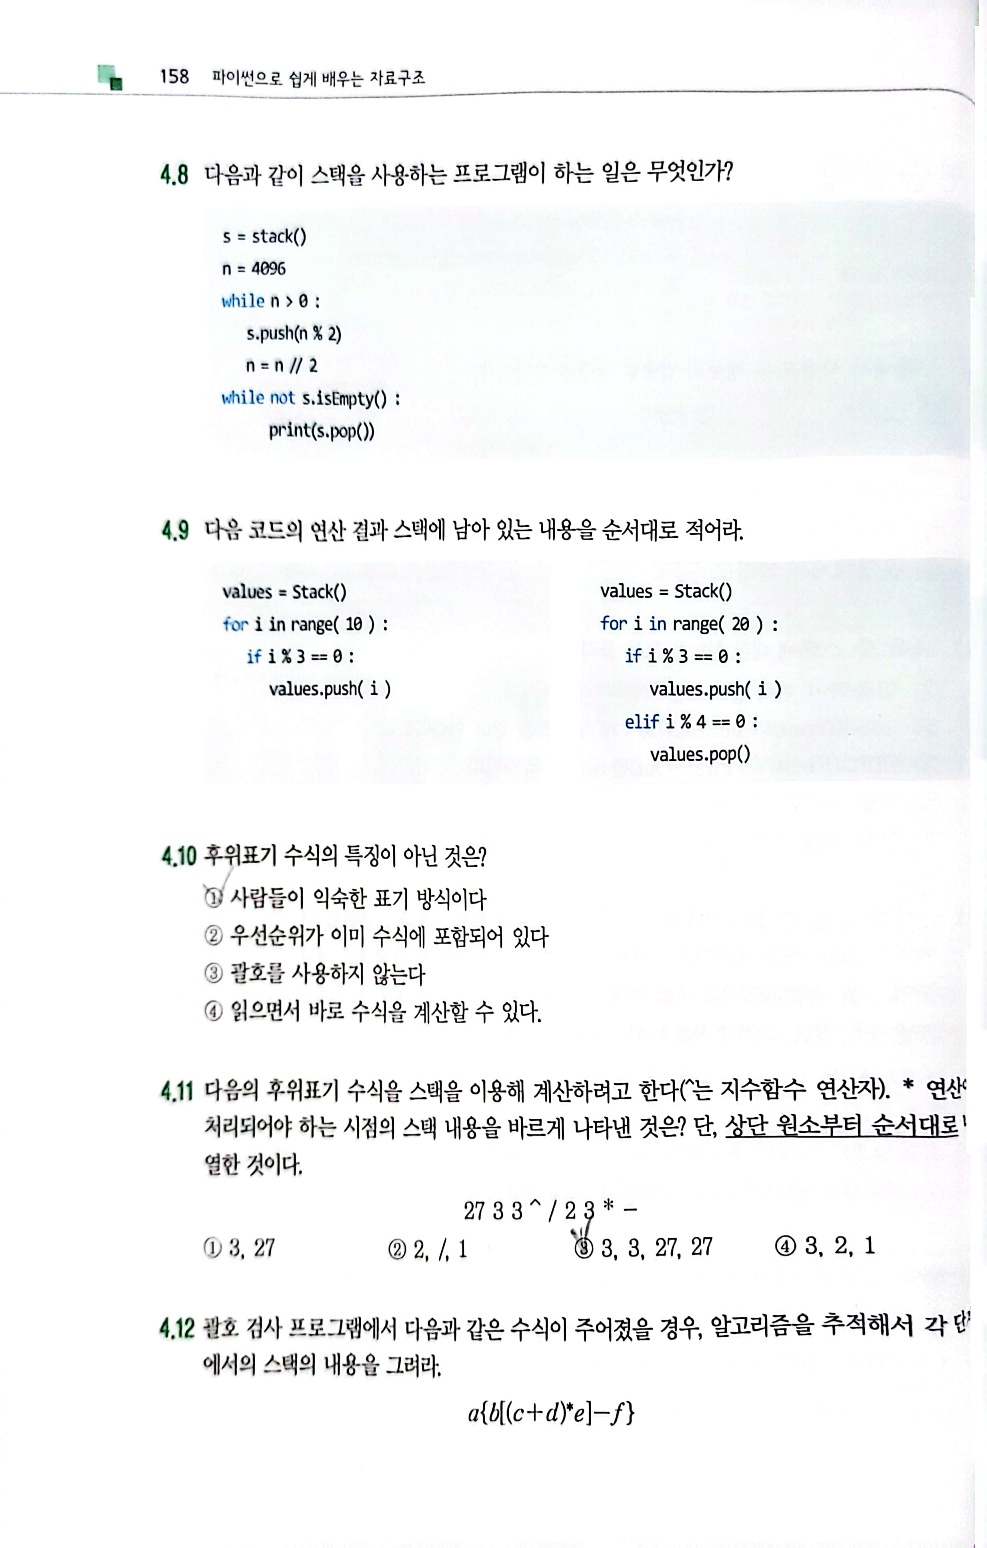 158 파이썬으로 쉽게 배우는 자료구조
4.8 다음과 같이 스택을 사용하는 프로그램이 하는 일은 무엇인가?
s = stack()
n = 4096
while n > 0 :
s.push(n % 2)
n = n // 2
while not s.isEmpty() :
print(s.pop())
4.9 다음 코드의 연산 결과 스택에 남아 있는 내용을 순서대로 적어라.
values = Stack()
for i in range( 10 ) :
if i % 3 == 0 :
values.push( i )
values = Stack()
for i in range( 20 ) :
if i % 3 == 0 :
values.push( i )
elif i % 4 == 0 :
values.pop()
4.10 후위표기 수식의 특징이 아닌 것은?
① 사람들이 익숙한 표기 방식이다
② 우선순위가 이미 수식에 포함되어 있다
③ 괄호를 사용하지 않는다
④ 읽으면서 바로 수식을 계산할 수 있다.
4.11 다음의 후위표기 수식을 스택을 이용해 계산하려고 한다(^는 지수함수 연산자). * 연산
처리되어야 하는 시점의 스택 내용을 바르게 나타낸 것은? 단, 상단 원소부터 순서대로
열한 것이다.
27 3 3 ^ / 2 3 * −
① 3, 27 ② 2, /, 1 ③ 3, 3, 27, 27 ④ 3, 2, 1
4.12 괄호 검사 프로그램에서 다음과 같은 수식이 주어졌을 경우, 알고리즘을 추적해서 각
에서의 스택의 내용을 그려라.
a{b[(c+d)*e]−f}